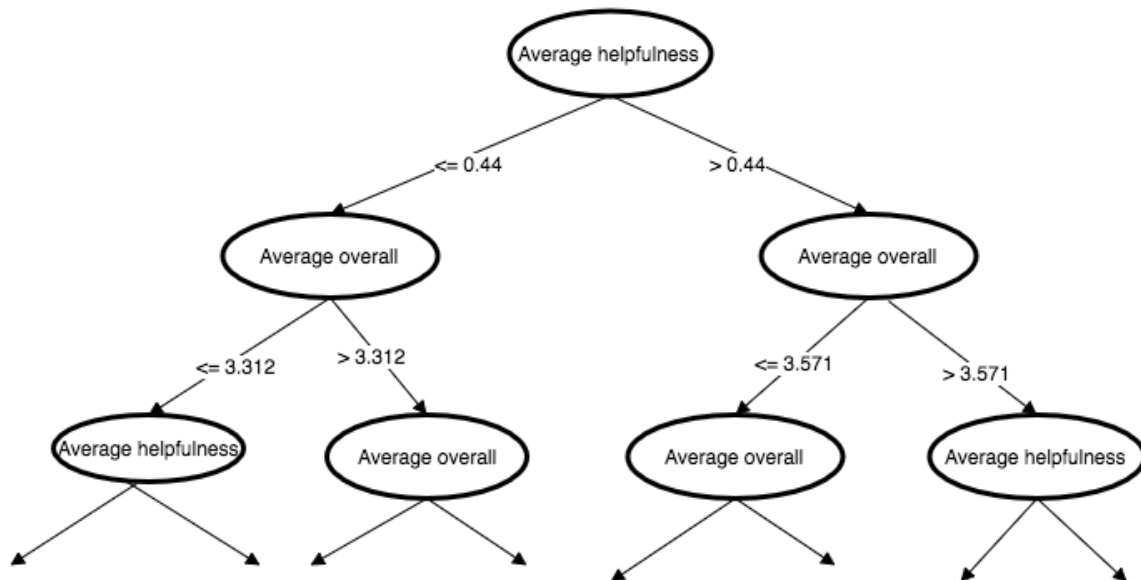 Average helpfulness
<= 0.44
> 0.44
Average overall
Average overall
<= 3.312
> 3.312
<= 3.571
> 3.571
Average helpfulness
Average overall
Average overall
Average helpfulness